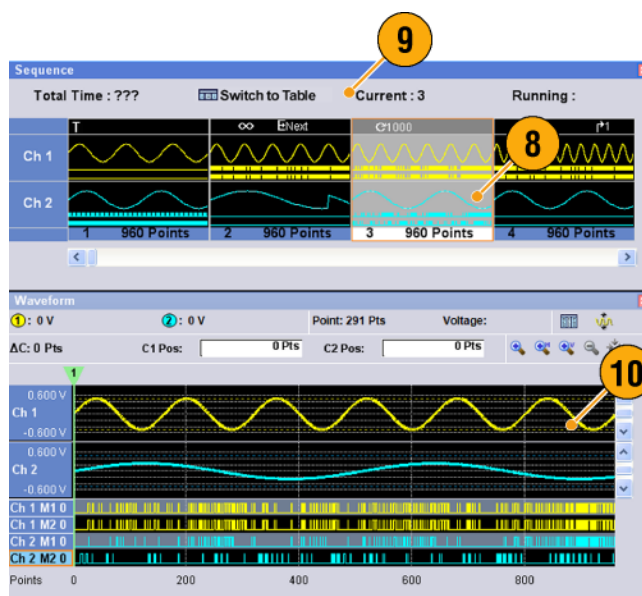 9
Sequence
Total Time : ??? Switch to Table Current : 3 Running :
T ∞ ENext ↻1000 ↱1
Ch 1
8
Ch 2
1 960 Points 2 960 Points 3 960 Points 4 960 Points
Waveform
1 : 0 V 2 : 0 V Point: 291 Pts Voltage:
ΔC: 0 Pts C1 Pos: 0 Pts C2 Pos: 0 Pts
10
1
0.600 V
Ch 1
-0.600 V
0.600 V
Ch 2
-0.600 V
Ch 1 M1 0
Ch 1 M2 0
Ch 2 M1 0
Ch 2 M2 0
Points 0 200 400 600 800